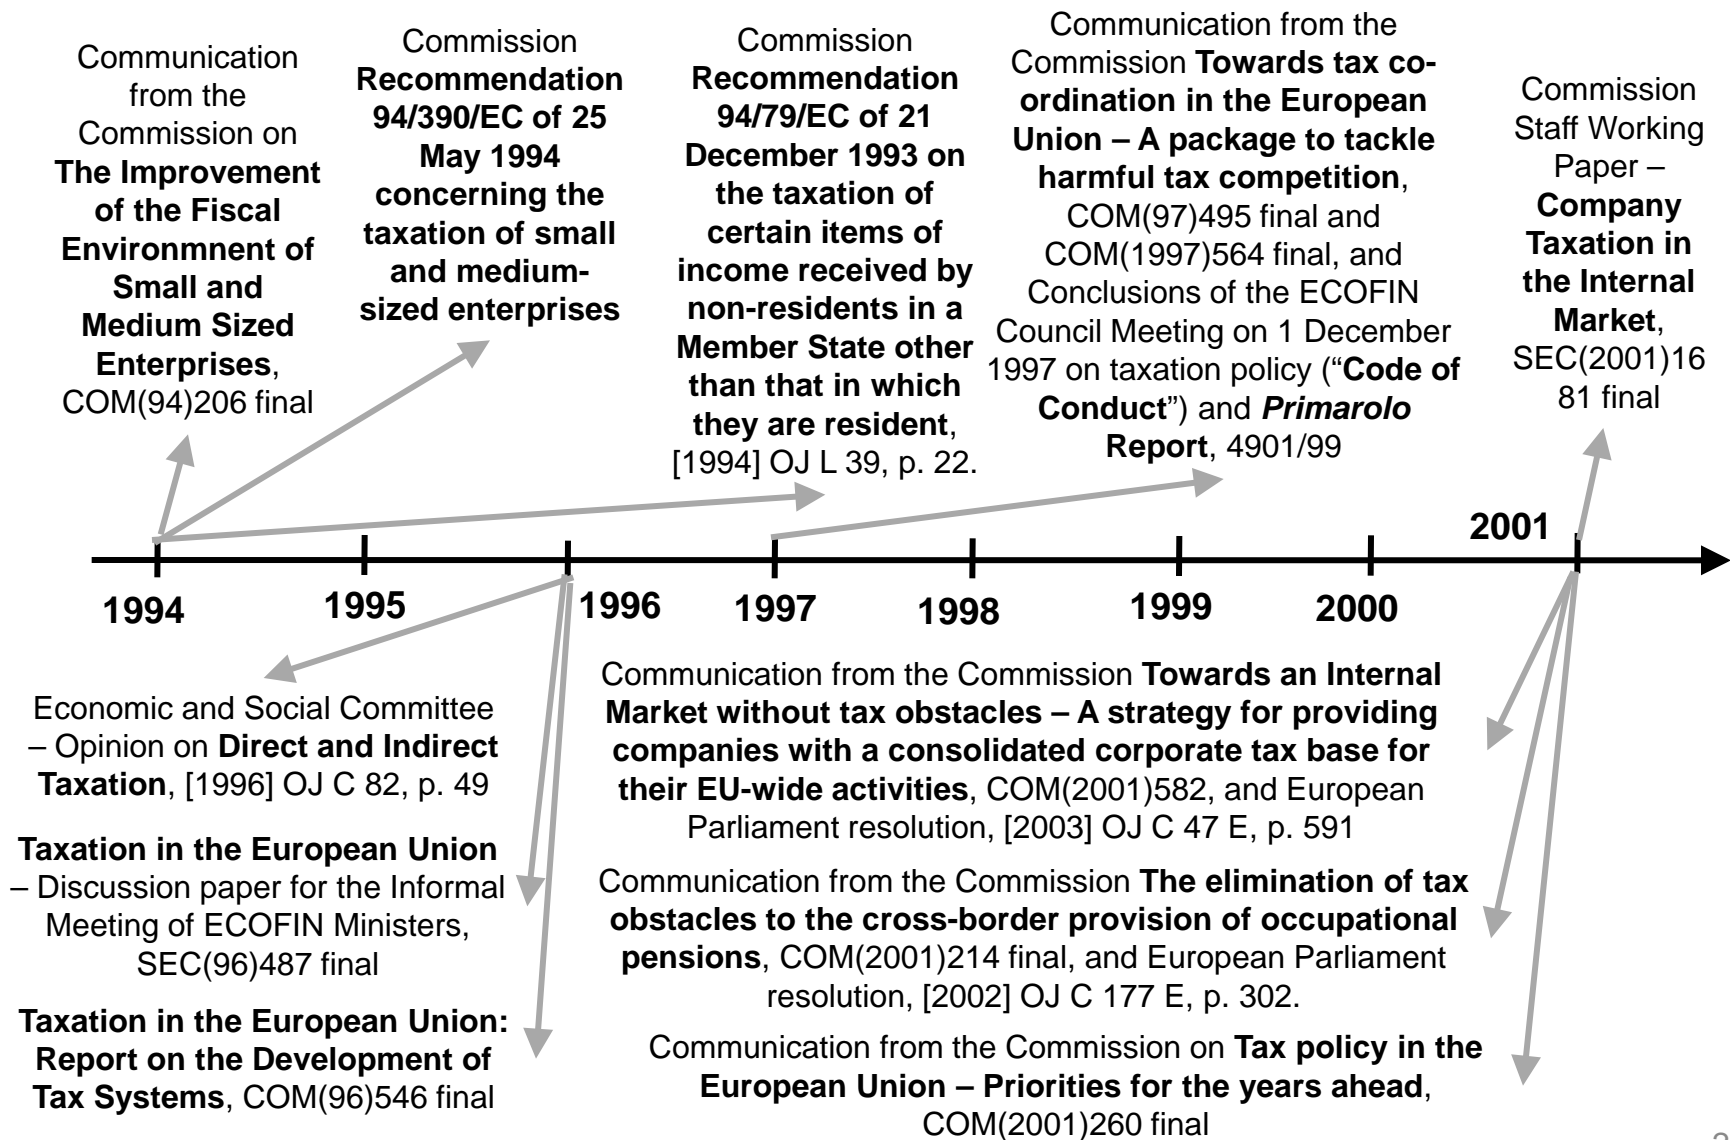 Communication
from the
Commission on
The Improvement
of the Fiscal
Environmnent of
Small and
Medium Sized
Enterprises,
COM(94)206 final
Commission
Recommendation
94/390/EC of 25
May 1994
concerning the
taxation of small
and medium-
sized enterprises
Commission
Recommendation
94/79/EC of 21
December 1993 on
the taxation of
certain items of
income received by
non-residents in a
Member State other
than that in which
they are resident,
[1994] OJ L 39, p. 22.
Communication from the
Commission Towards tax co-
ordination in the European
Union – A package to tackle
harmful tax competition,
COM(97)495 final and
COM(1997)564 final, and
Conclusions of the ECOFIN
Council Meeting on 1 December
1997 on taxation policy (“Code of
Conduct”) and Primarolo
Report, 4901/99
Commission
Staff Working
Paper –
Company
Taxation in
the Internal
Market,
SEC(2001)16
81 final
2001
1994
1995
1996
1997
1998
1999
2000
Economic and Social Committee
– Opinion on Direct and Indirect
Taxation, [1996] OJ C 82, p. 49
Taxation in the European Union
– Discussion paper for the Informal
Meeting of ECOFIN Ministers,
SEC(96)487 final
Taxation in the European Union:
Report on the Development of
Tax Systems, COM(96)546 final
Communication from the Commission Towards an Internal
Market without tax obstacles – A strategy for providing
companies with a consolidated corporate tax base for
their EU-wide activities, COM(2001)582, and European
Parliament resolution, [2003] OJ C 47 E, p. 591
Communication from the Commission The elimination of tax
obstacles to the cross-border provision of occupational
pensions, COM(2001)214 final, and European Parliament
resolution, [2002] OJ C 177 E, p. 302.
Communication from the Commission on Tax policy in the
European Union – Priorities for the years ahead,
COM(2001)260 final